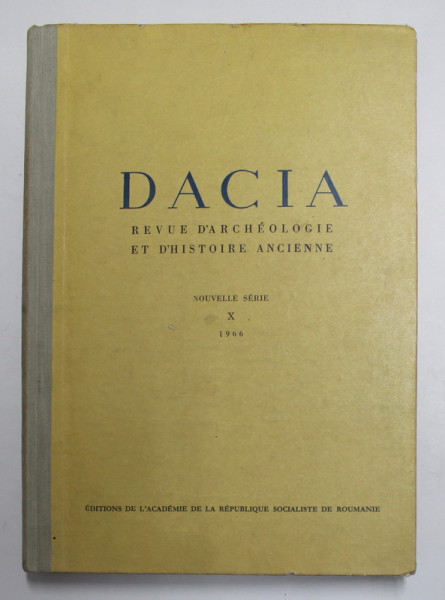 DACIA
REVUE D'ARCHÉOLOGIE
ET D'HISTOIRE ANCIENNE
NOUVELLE SÉRIE
X
1966
ÉDITIONS DE L'ACADÉMIE DE LA RÉPUBLIQUE SOCIALISTE DE ROUMANIE